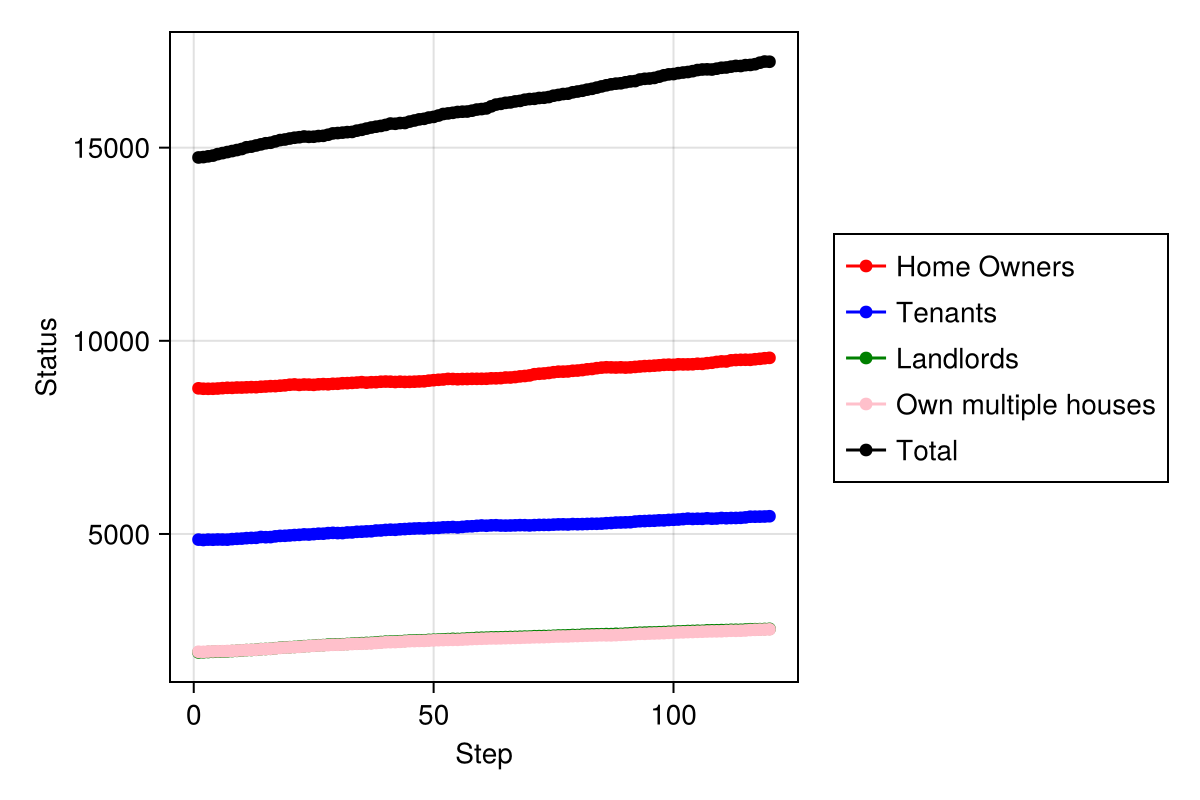 15000
10000
5000
Status
0
50
100
Step
Home Owners
Tenants
Landlords
Own multiple houses
Total